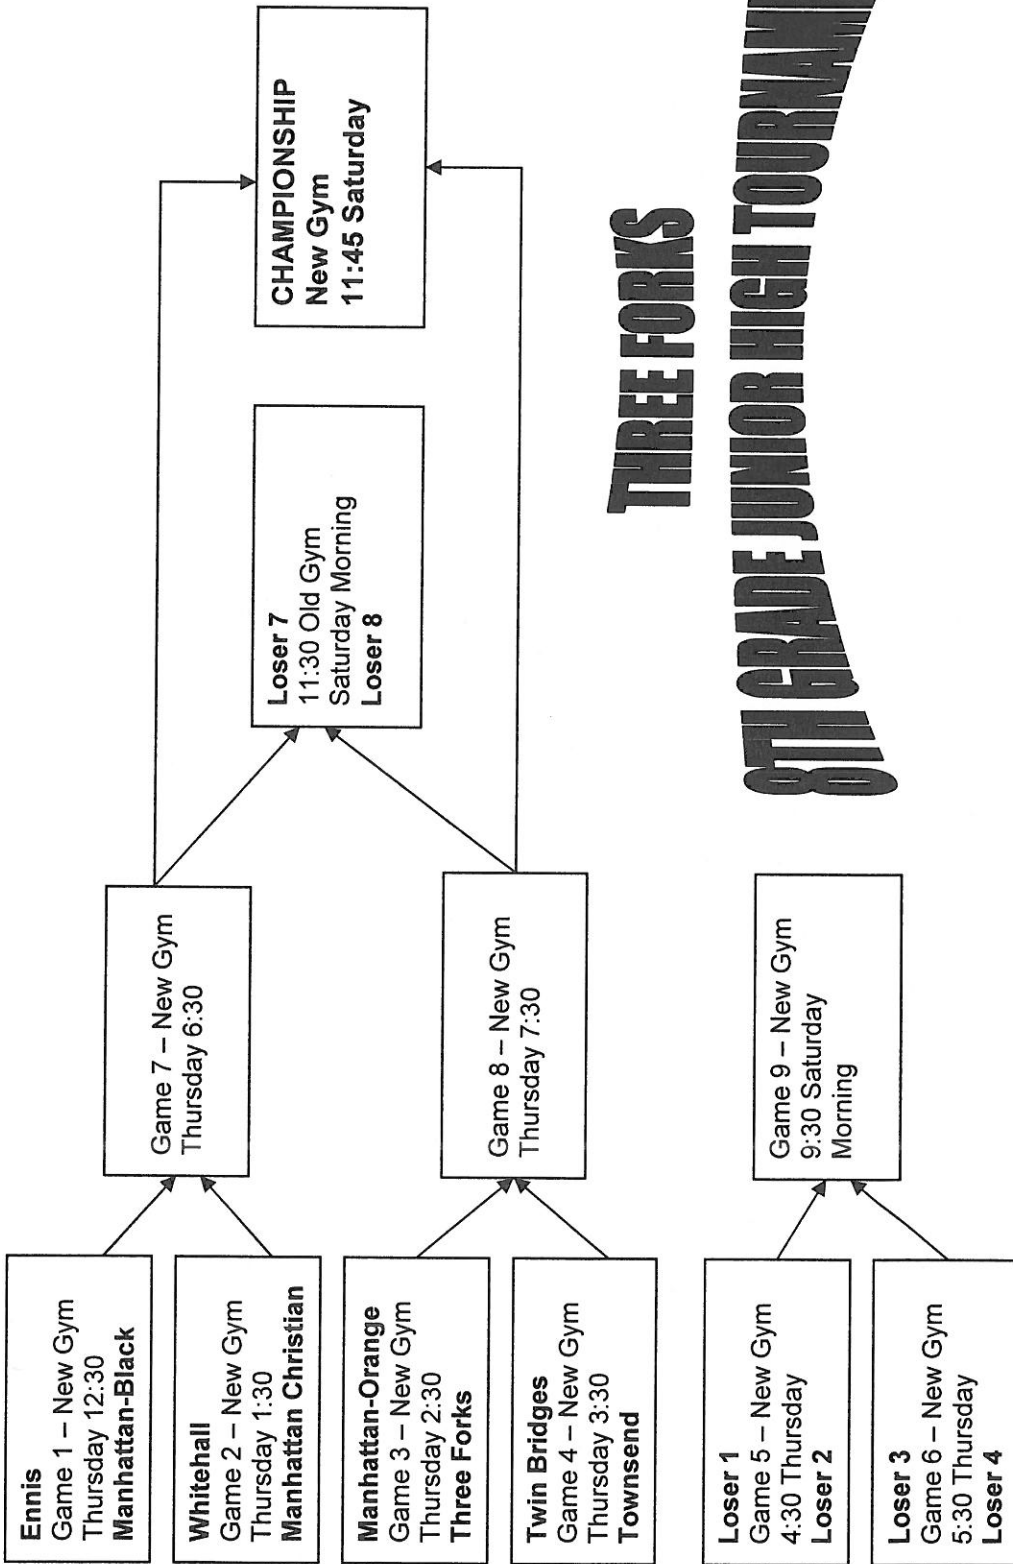 Ennis
Game 1 – New Gym
Thursday 12:30
Manhattan-Black
Whitehall
Game 2 – New Gym
Thursday 1:30
Manhattan Christian
Manhattan-Orange
Game 3 – New Gym
Thursday 2:30
Three Forks
Twin Bridges
Game 4 – New Gym
Thursday 3:30
Townsend
Loser 1
Game 5 – New Gym
4:30 Thursday
Loser 2
Loser 3
Game 6 – New Gym
5:30 Thursday
Loser 4
Game 7 – New Gym
Thursday 6:30
Game 8 – New Gym
Thursday 7:30
Game 9 – New Gym
9:30 Saturday
Morning
Loser 7
11:30 Old Gym
Saturday Morning
Loser 8
CHAMPIONSHIP
New Gym
11:45 Saturday
THREE FORKS
8TH GRADE JUNIOR HIGH